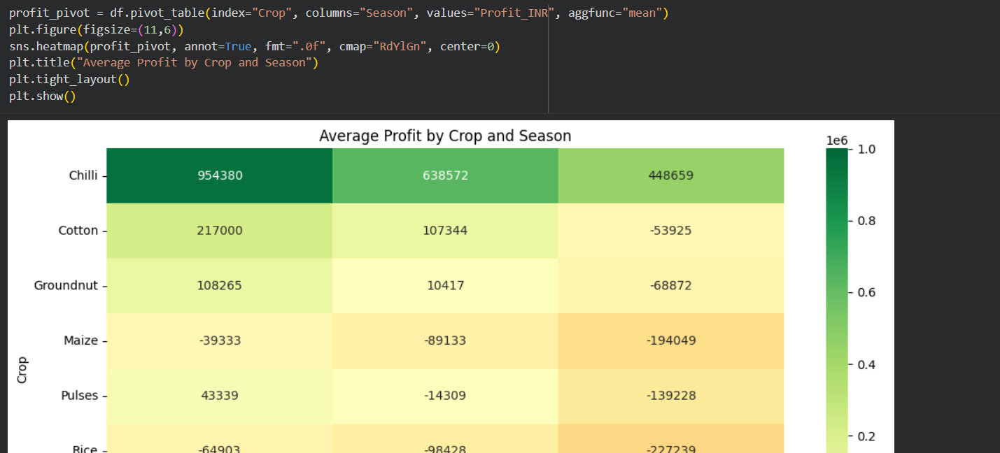 profit_pivot = df.pivot_table(index="Crop", columns="Season", values="Profit_INR", aggfunc="mean")
plt.figure(figsize=(11,6))
sns.heatmap(profit_pivot, annot=True, fmt=".0f", cmap="RdYlGn", center=0)
plt.title("Average Profit by Crop and Season")
plt.tight_layout()
plt.show()
Average Profit by Crop and Season
1e6
Chilli 954380 638572 448659 1.0
Cotton 217000 107344 -53925 0.8
Groundnut 108265 10417 -68872 0.6
Maize -39333 -89133 -194049 0.4
Crop
Pulses 43339 -14309 -139228
Rice -64903 -98428 -227239 0.2